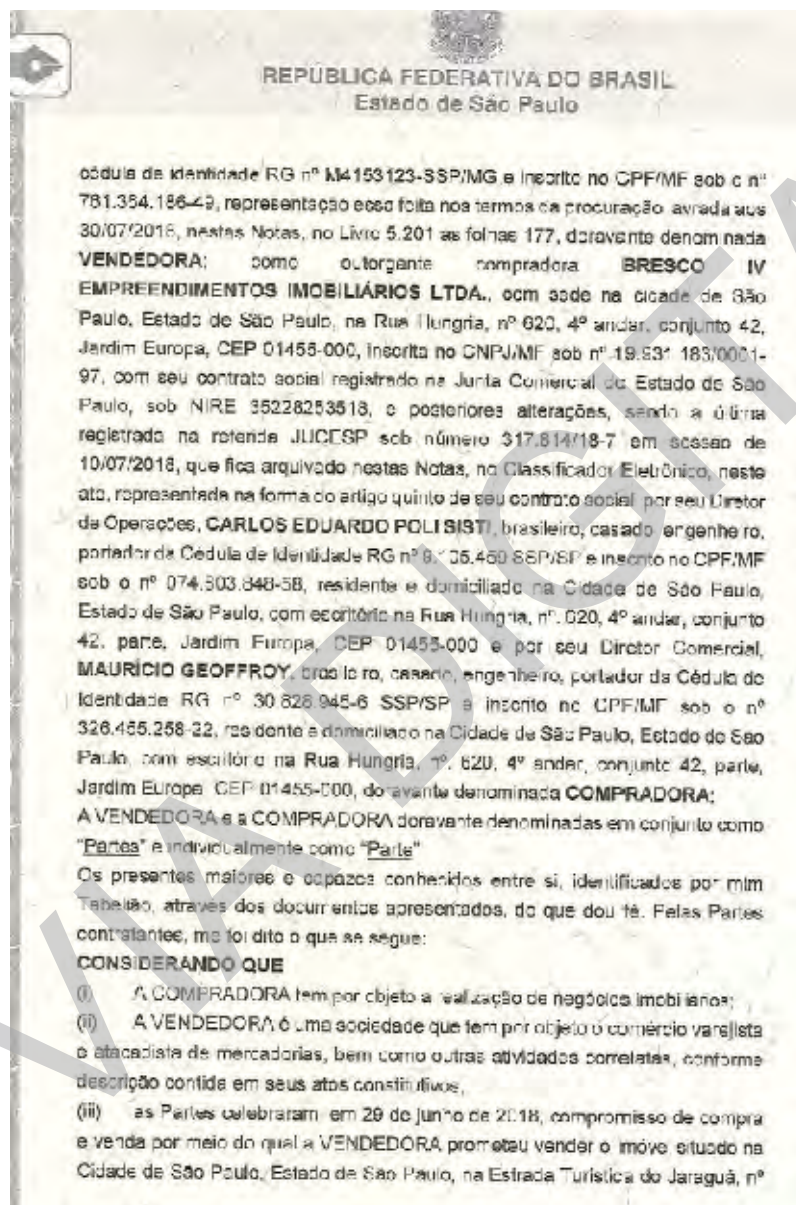 REPÚBLICA FEDERATIVA DO BRASIL
Estado de São Paulo
cédula de identidade RG nº M4153123-SSP/MG e inscrito no CPF/MF sob o nº
781.364.186-49, representação essa feita nos termos da procuração lavrada aos
30/07/2018, nestas Notas, no Livro 5.201 as folhas 177, doravante denominada
VENDEDORA; como outorgante compradora BRESCO IV
EMPREENDIMENTOS IMOBILIÁRIOS LTDA., com sede na cidade de São
Paulo, Estado de São Paulo, na Rua Hungria, nº 620, 4º andar, conjunto 42,
Jardim Europa, CEP 01455-000, inscrita no CNPJ/MF sob nº 19.931.183/0001-
97, com seu contrato social registrado na Junta Comercial do Estado de São
Paulo, sob NIRE 35228253518, e posteriores alterações, sendo a última
registrada na referida JUCESP sob número 317.814/18-7 em sessão de
10/07/2018, que fica arquivado nestas Notas, no Classificador Eletrônico, neste
ato, representada na forma do artigo quinto de seu contrato social, por seu Diretor
de Operações, CARLOS EDUARDO POLI SISTI, brasileiro, casado, engenheiro,
portador da Cédula de Identidade RG nº SSP/SP e inscrito no CPF/MF
sob o nº 074.803.848-58, residente e domiciliado na Cidade de São Paulo,
Estado de São Paulo, com escritório na Rua Hungria, nº. 620, 4º andar, conjunto
42, parte, Jardim Europa, CEP 01455-000 e por seu Diretor Comercial,
MAURÍCIO GEOFFROY, brasileiro, casado, engenheiro, portador da Cédula de
Identidade RG nº 30.828.945-6 SSP/SP e inscrito no CPF/MF sob o nº
326.455.258-22, residente e domiciliado na Cidade de São Paulo, Estado de São
Paulo, com escritório na Rua Hungria, nº. 620, 4º andar, conjunto 42, parte,
Jardim Europa, CEP 01455-000, doravante denominada COMPRADORA;
A VENDEDORA e a COMPRADORA doravante denominadas em conjunto como
"Partes" e individualmente como "Parte"
Os presentes maiores e capazes conhecidos entre si, identificados por mim
Tabelião, através dos documentos apresentados, do que dou fé. Pelas Partes
contratantes, me foi dito o que se segue:
CONSIDERANDO QUE
(i) A COMPRADORA tem por objeto a realização de negócios imobiliários;
(ii) A VENDEDORA é uma sociedade que tem por objeto o comércio varejista
e atacadista de mercadorias, bem como outras atividades correlatas, conforme
descrição contida em seus atos constitutivos;
(iii) as Partes celebraram, em 29 de junho de 2018, compromisso de compra
e venda por meio do qual a VENDEDORA prometeu vender o imóvel situado na
Cidade de São Paulo, Estado de São Paulo, na Estrada Turística do Jaraguá, nº
VIA DIGITA